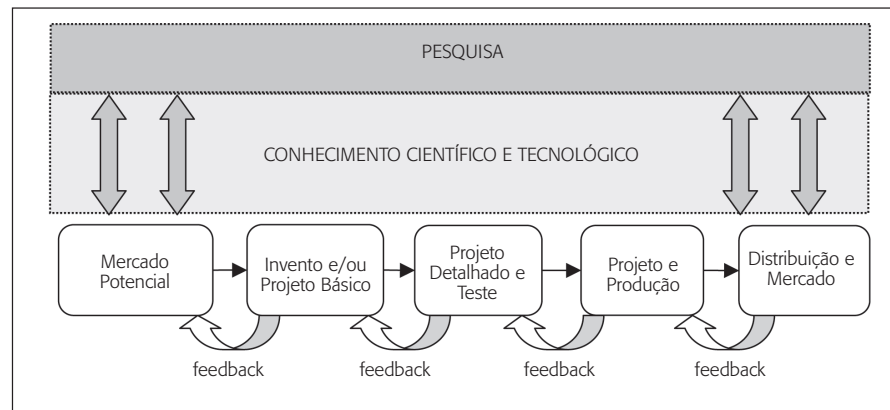 PESQUISA
CONHECIMENTO CIENTÍFICO E TECNOLÓGICO
Mercado
Potencial
Invento e/ou
Projeto Básico
Projeto
Detalhado e
Teste
Projeto e
Produção
Distribuição e
Mercado
feedback
feedback
feedback
feedback